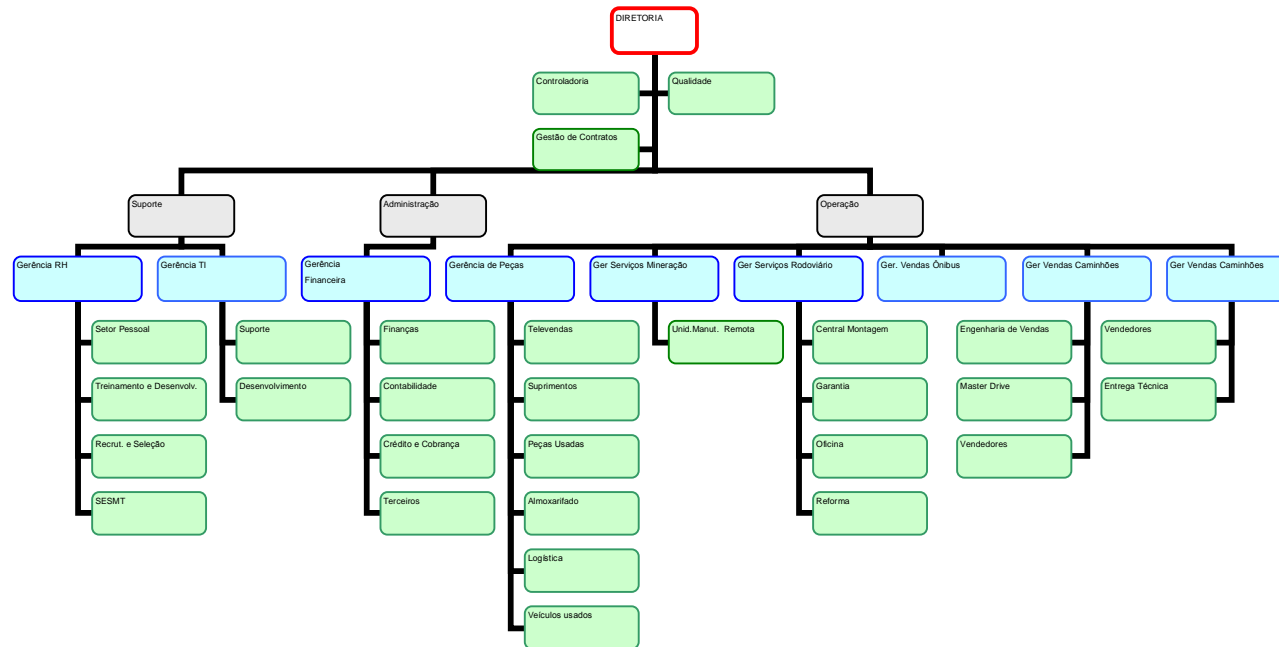 DIRETORIA
Controladoria
Qualidade
Gestão de Contratos
Suporte
Administração
Operação
Gerência RH
Gerência TI
Gerência
Financeira
Gerência de Peças
Ger Serviços Mineração
Ger Serviços Rodoviário
Ger. Vendas Ônibus
Ger Vendas Caminhões
Ger Vendas Caminhões
Setor Pessoal
Suporte
Finanças
Televendas
Unid.Manut. Remota
Central Montagem
Engenharia de Vendas
Vendedores
Treinamento e Desenvolv.
Desenvolvimento
Contabilidade
Suprimentos
Garantia
Master Drive
Entrega Técnica
Recrut. e Seleção
Crédito e Cobrança
Peças Usadas
Oficina
Vendedores
SESMT
Terceiros
Almoxarifado
Reforma
Logística
Veículos usados